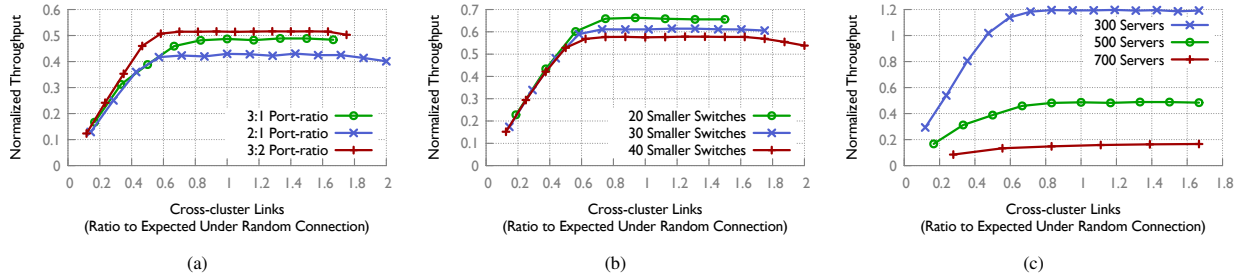 Normalized Throughput
0.6
0.5
0.4
0.3
0.2
0.1
0
3:1 Port-ratio
2:1 Port-ratio
3:2 Port-ratio
0 0.2 0.4 0.6 0.8 1 1.2 1.4 1.6 1.8 2
Cross-cluster Links
(Ratio to Expected Under Random Connection)
(a)
Normalized Throughput
0.7
0.6
0.5
0.4
0.3
0.2
0.1
0
20 Smaller Switches
30 Smaller Switches
40 Smaller Switches
0 0.2 0.4 0.6 0.8 1 1.2 1.4 1.6 1.8 2
Cross-cluster Links
(Ratio to Expected Under Random Connection)
(b)
Normalized Throughput
1.2
1
0.8
0.6
0.4
0.2
0
300 Servers
500 Servers
700 Servers
0 0.2 0.4 0.6 0.8 1 1.2 1.4 1.6 1.8
Cross-cluster Links
(Ratio to Expected Under Random Connection)
(c)